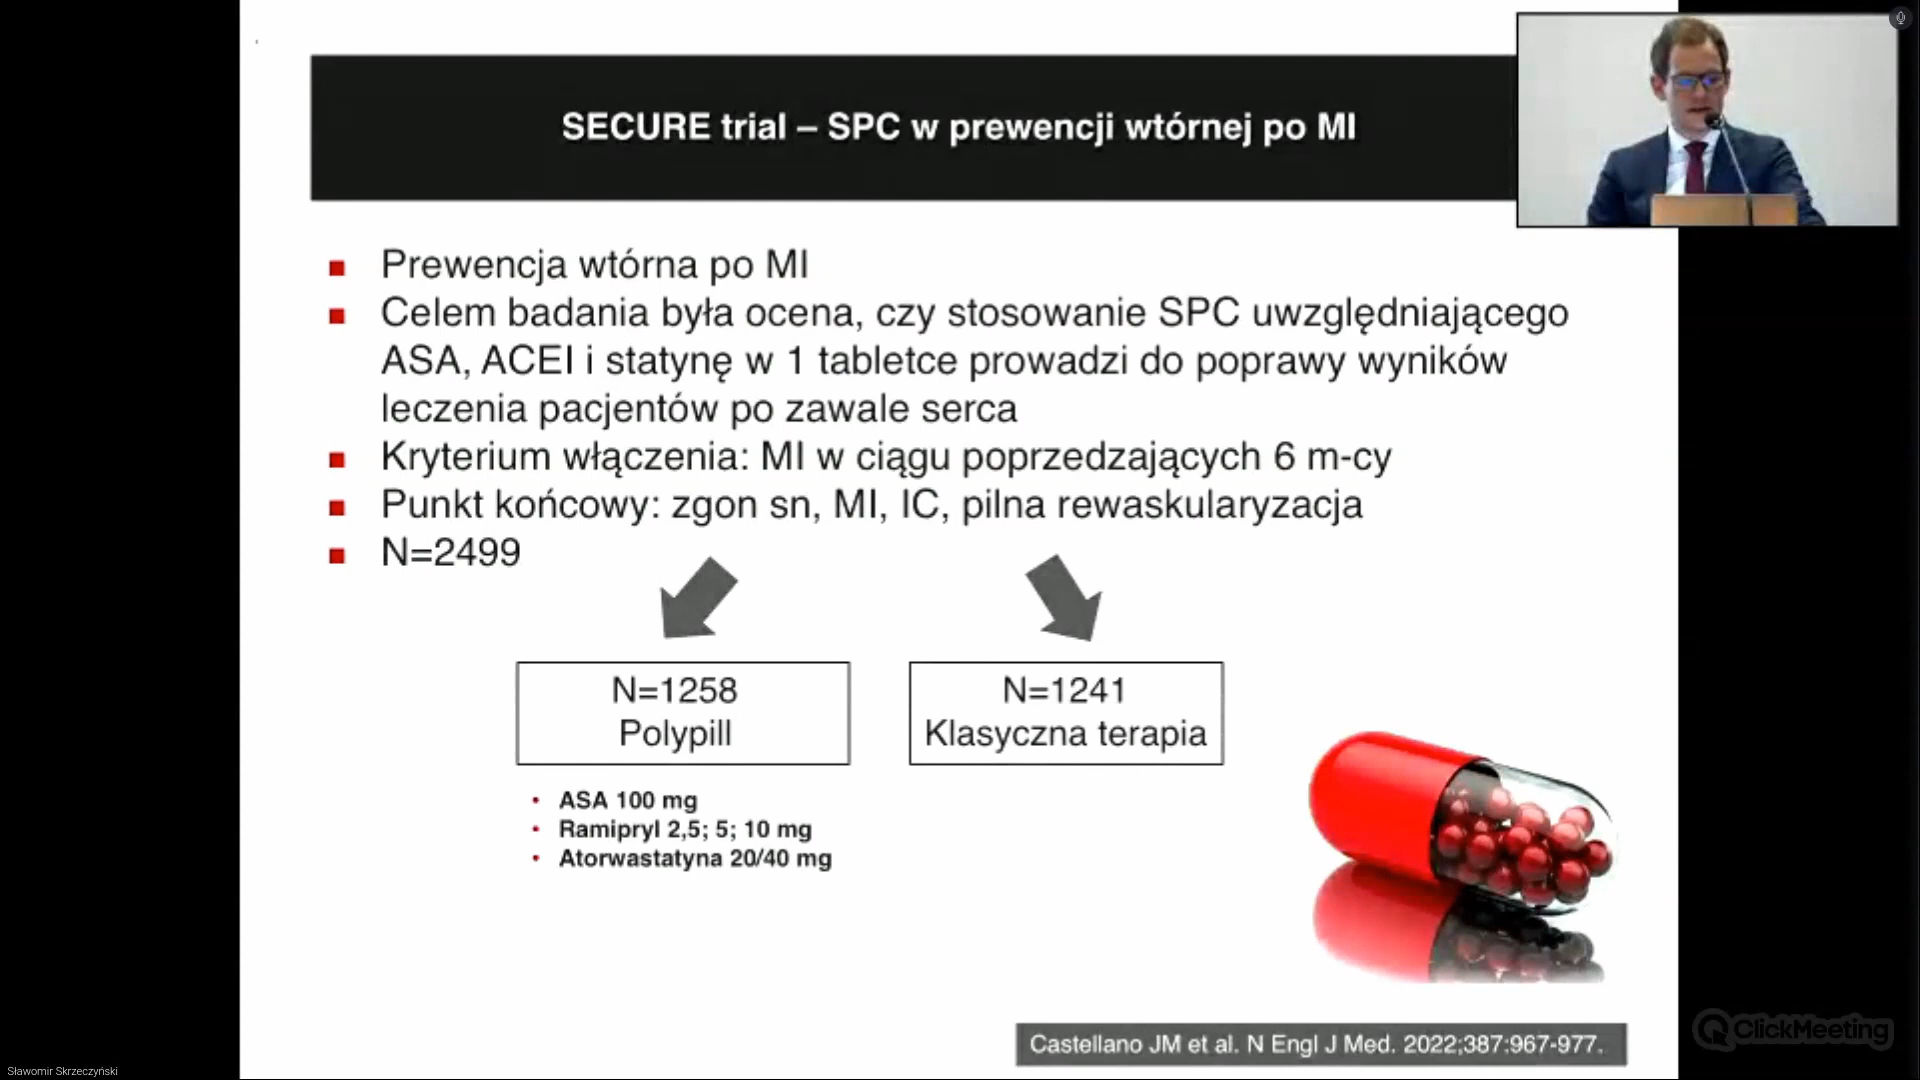 SECURE trial – SPC w prewencji wtórnej po MI
Prewencja wtórna po MI
Celem badania była ocena, czy stosowanie SPC uwzględniającego
ASA, ACEI i statynę w 1 tabletce prowadzi do poprawy wyników
leczenia pacjentów po zawale serca
Kryterium włączenia: MI w ciągu poprzedzających 6 m-cy
Punkt końcowy: zgon sn, MI, IC, pilna rewaskularyzacja
N=2499
N=1258
Polypill
N=1241
Klasyczna terapia
ASA 100 mg
Ramipryl 2,5; 5; 10 mg
Atorwastatyna 20/40 mg
Castellano JM et al. N Engl J Med. 2022;387:967-977.
ClickMeeting
Sławomir Skrzeczyński